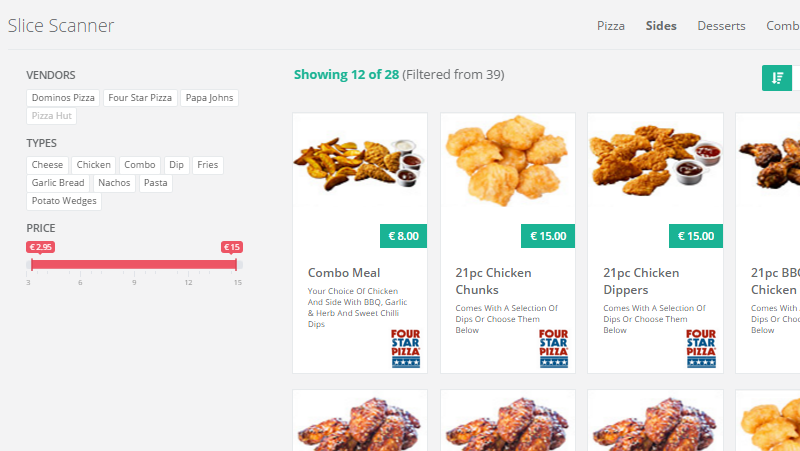 Slice Scanner
Pizza Sides Desserts Comb
VENDORS
Dominos Pizza Four Star Pizza Papa Johns
Pizza Hut
TYPES
Cheese Chicken Combo Dip Fries
Garlic Bread Nachos Pasta
Potato Wedges
PRICE
€ 2.95 € 15
3 6 9 12 15
Showing 12 of 28 (Filtered from 39)
€ 8.00
Combo Meal
Your Choice Of Chicken
And Side With BBQ, Garlic
& Herb And Sweet Chilli
Dips
FOUR
STAR
PIZZA
€ 15.00
21pc Chicken
Chunks
Comes With A Selection Of
Dips Or Choose Them
Below
FOUR
STAR
PIZZA
€ 15.00
21pc Chicken
Dippers
Comes With A Selection Of
Dips Or Choose Them
Below
FOUR
STAR
PIZZA
21pc BBQ
Chicken
Comes With
Dips Or Choo
Below